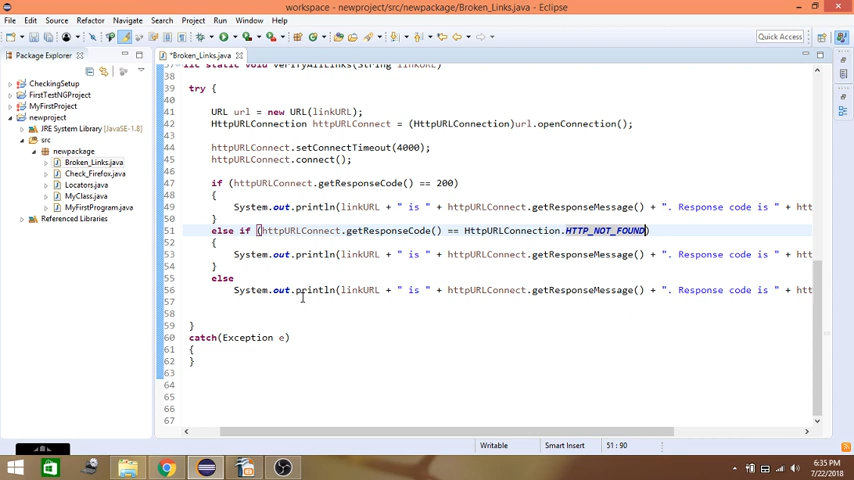 workspace - newproject/src/newpackage/Broken_Links.java - Eclipse
File Edit Source Refactor Navigate Search Project Run Window Help
Quick Access
Package Explorer
*Broken_Links.java
CheckingSetup
FirstTestNGProject
MyFirstProject
newproject
JRE System Library [JavaSE-1.8]
src
newpackage
Broken_Links.java
Check_Firefox.java
Locators.java
MyClass.java
MyFirstProgram.java
Referenced Libraries
static void verifyAllLinks(String linkURL)
38
39 try {
40
41 URL url = new URL(linkURL);
42 HttpURLConnection httpURLConnect = (HttpURLConnection)url.openConnection();
43
44 httpURLConnect.setConnectTimeout(4000);
45 httpURLConnect.connect();
46
47 if (httpURLConnect.getResponseCode() == 200)
48 {
49 System.out.println(linkURL + " is " + httpURLConnect.getResponseMessage() + ". Response code is " + htt
50 }
51 else if (httpURLConnect.getResponseCode() == HttpURLConnection.HTTP_NOT_FOUND)
52 {
53 System.out.println(linkURL + " is " + httpURLConnect.getResponseMessage() + ". Response code is " + htt
54 }
55 else
56 System.out.println(linkURL + " is " + httpURLConnect.getResponseMessage() + ". Response code is " + htt
57
58
59 }
60 catch(Exception e)
61 {
62 }
63
64
65
66
67
Writable Smart Insert 51 : 90
6:35 PM
7/22/2018